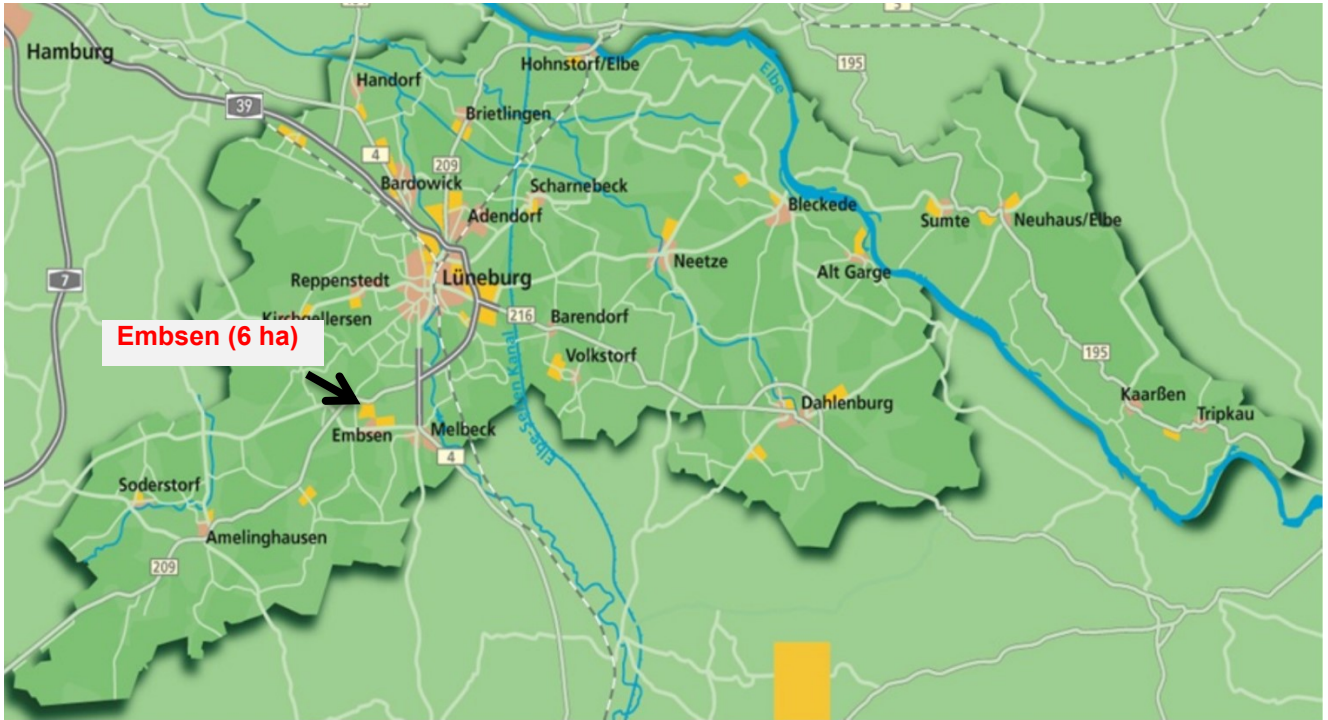 Hamburg
Hohnstorf/Elbe
Elbe
195
Handorf
39
Brietlingen
4
209
Bardowick
Scharnebeck
Adendorf
Bleckede
Sumte
Neuhaus/Elbe
7
Reppenstedt
Lüneburg
Neetze
Alt Garge
Kirchgellersen
216
Barendorf
Embsen (6 ha)
Volkstorf
195
Elbe-Seiten Kanal
Kaarßen
Dahlenburg
Tripkau
Embsen
Melbeck
4
Soderstorf
Amelinghausen
209